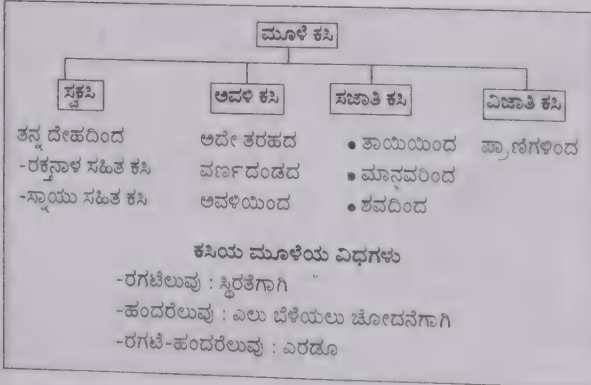 ಮೂಳೆ ಕಸಿ
ಸ್ವಕಸಿ ಅವಳಿ ಕಸಿ ಸಜಾತಿ ಕಸಿ ವಿಜಾತಿ ಕಸಿ
ತನ್ನ ದೇಹದಿಂದ ಅದೇ ತರಹದ • ತಾಯಿಯಿಂದ ಪ್ರಾಣಿಗಳಿಂದ
-ರಕ್ತನಾಳ ಸಹಿತ ಕಸಿ ವರ್ಣದಂಡದ • ಮಾನವರಿಂದ
-ಸ್ನಾಯು ಸಹಿತ ಕಸಿ ಅವಳಿಯಿಂದ • ಶವದಿಂದ
ಕಸಿಯ ಮೂಳೆಯ ವಿಧಗಳು
-ರಗಟೆಲುವು : ಸ್ಥಿರತೆಗಾಗಿ
-ಹಂದರೆಲುವು : ಎಲು ಬೆಳೆಯಲು ಚೋದನೆಗಾಗಿ
-ರಗಟೆ-ಹಂದರೆಲುವು : ಎರಡೂ